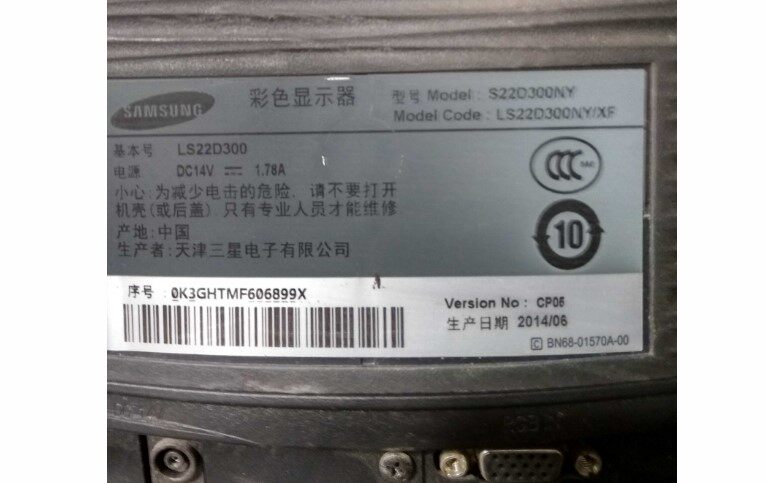 SAMSUNG 彩色显示器
型号 Model : S22D300NY
Model Code : LS22D300NY/XF
基本号 LS22D300
电源 DC14V 1.78A
小心: 为减少电击的危险, 请不要打开
机壳(或后盖). 只有专业人员才能维修
产地: 中国
生产者: 天津三星电子有限公司
10
序号 : 0K3GHTMF606899X
Version No : CP06
生产日期 2014/06
C BN68-01570A-00